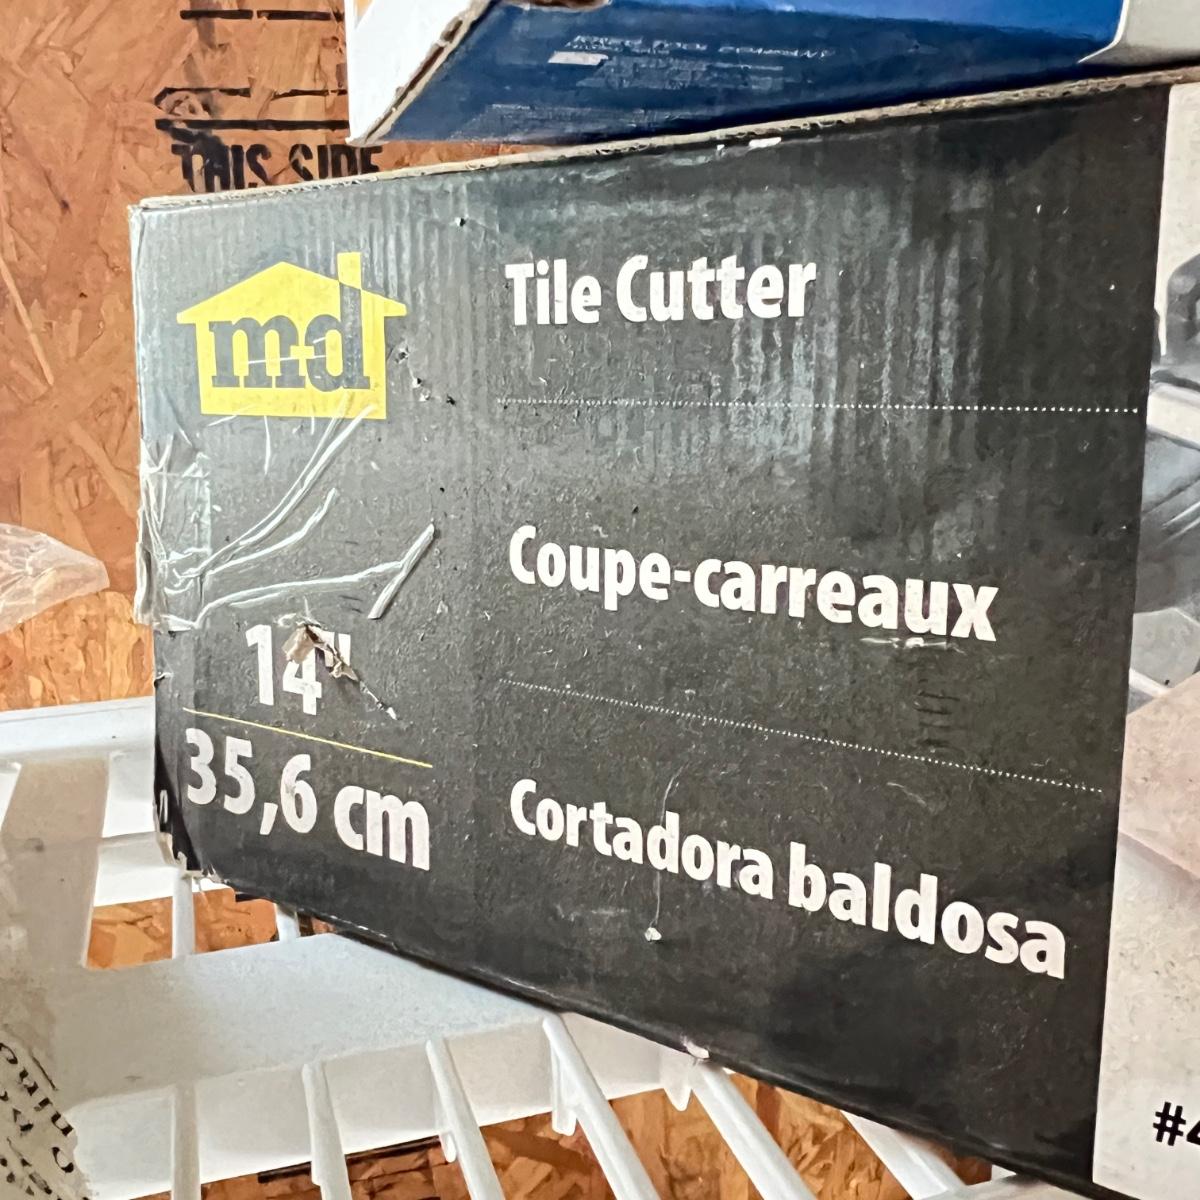 THIS SIDE
md
Tile Cutter
Coupe-carreaux
14"
35,6 cm
Cortadora baldosa